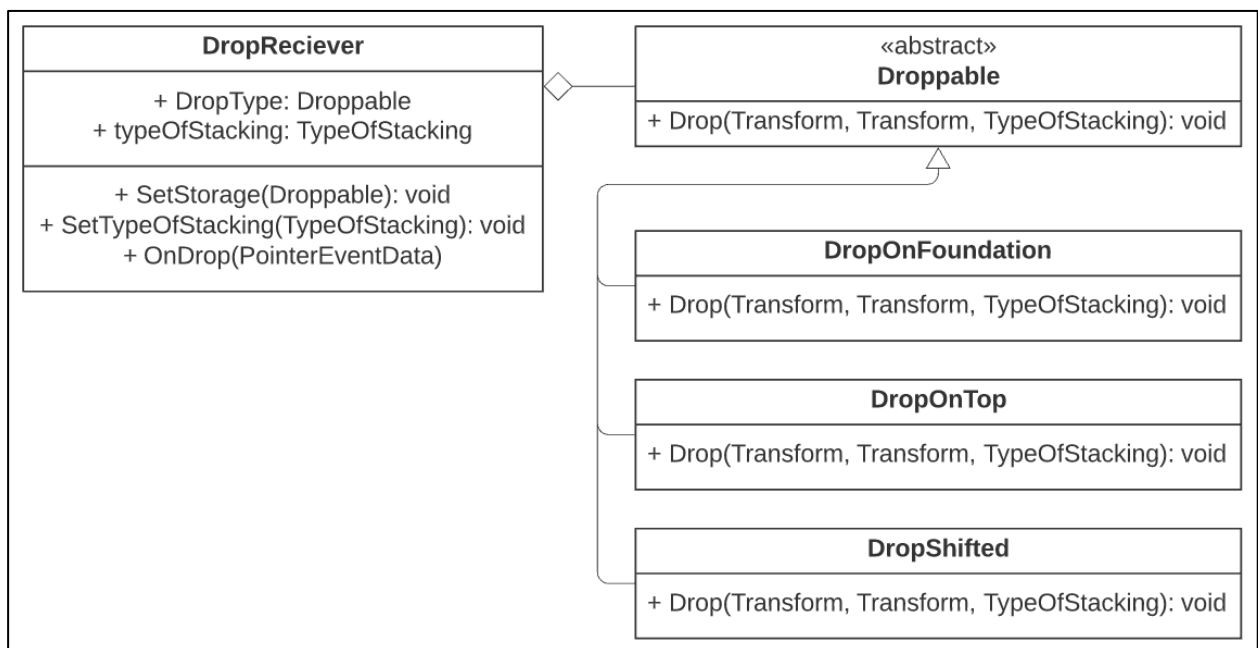 DropReciever
+ DropType: Droppable
+ typeOfStacking: TypeOfStacking
+ SetStorage(Droppable): void
+ SetTypeOfStacking(TypeOfStacking): void
+ OnDrop(PointerEventData)
«abstract»
Droppable
+ Drop(Transform, Transform, TypeOfStacking): void
DropOnFoundation
+ Drop(Transform, Transform, TypeOfStacking): void
DropOnTop
+ Drop(Transform, Transform, TypeOfStacking): void
DropShifted
+ Drop(Transform, Transform, TypeOfStacking): void